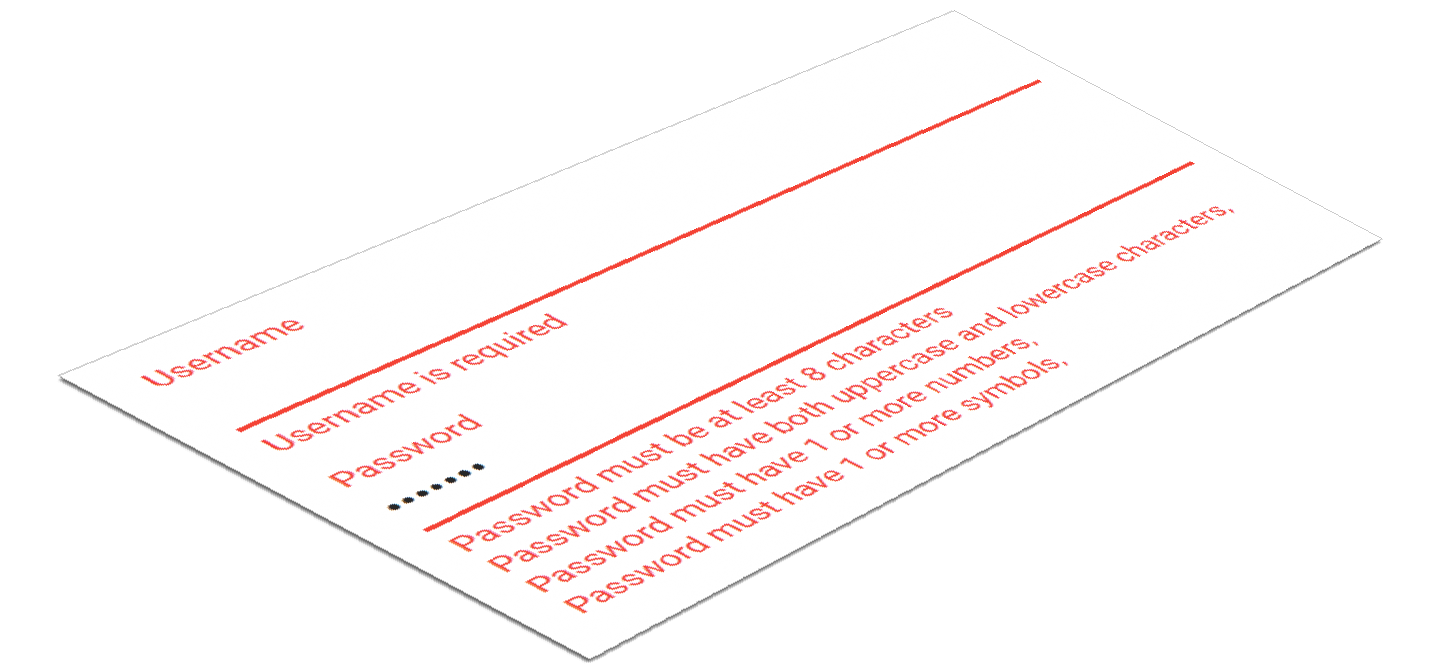 Username
Username is required
Password
•••••••
Password must be at least 8 characters
Password must have both uppercase and lowercase characters,
Password must have 1 or more numbers,
Password must have 1 or more symbols,